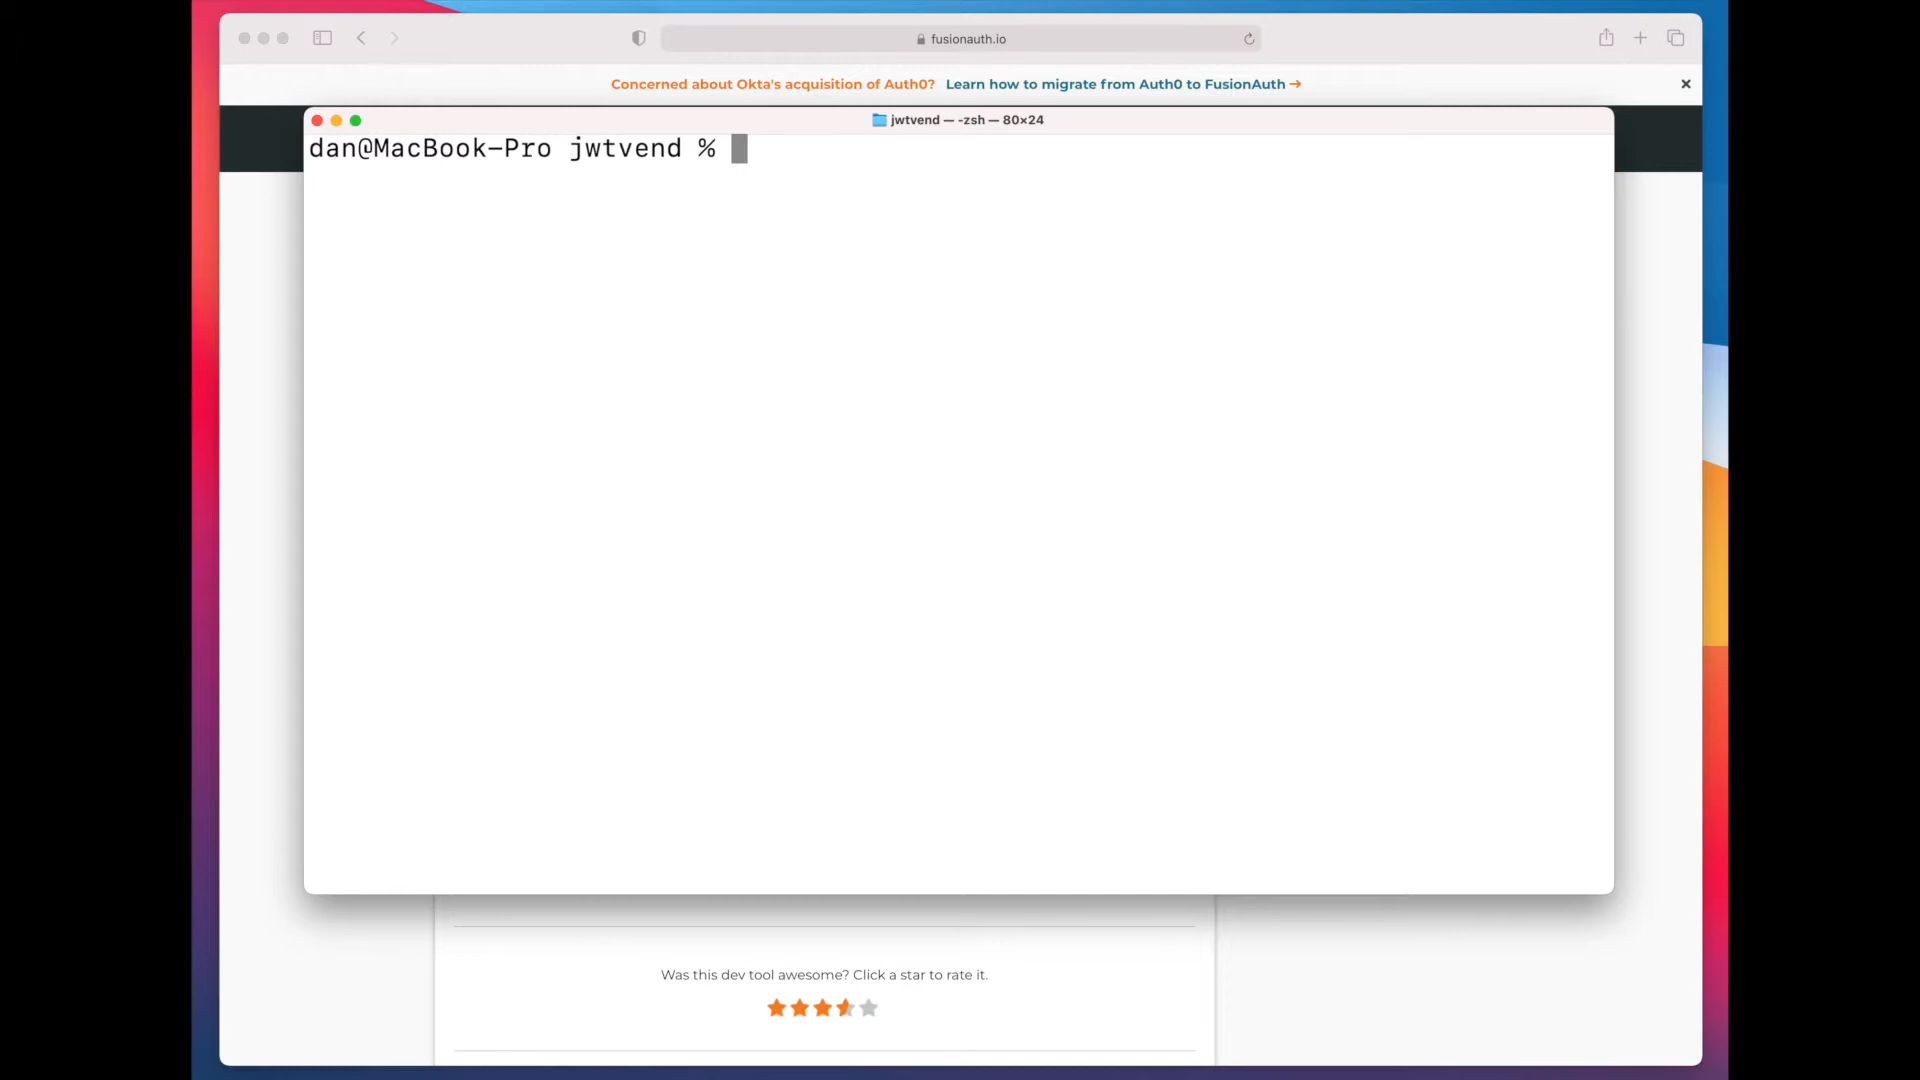 fusionauth.io
Concerned about Okta's acquisition of Auth0? Learn how to migrate from Auth0 to FusionAuth →
jwtvend — -zsh — 80×24
dan@MacBook-Pro jwtvend %
Was this dev tool awesome? Click a star to rate it.